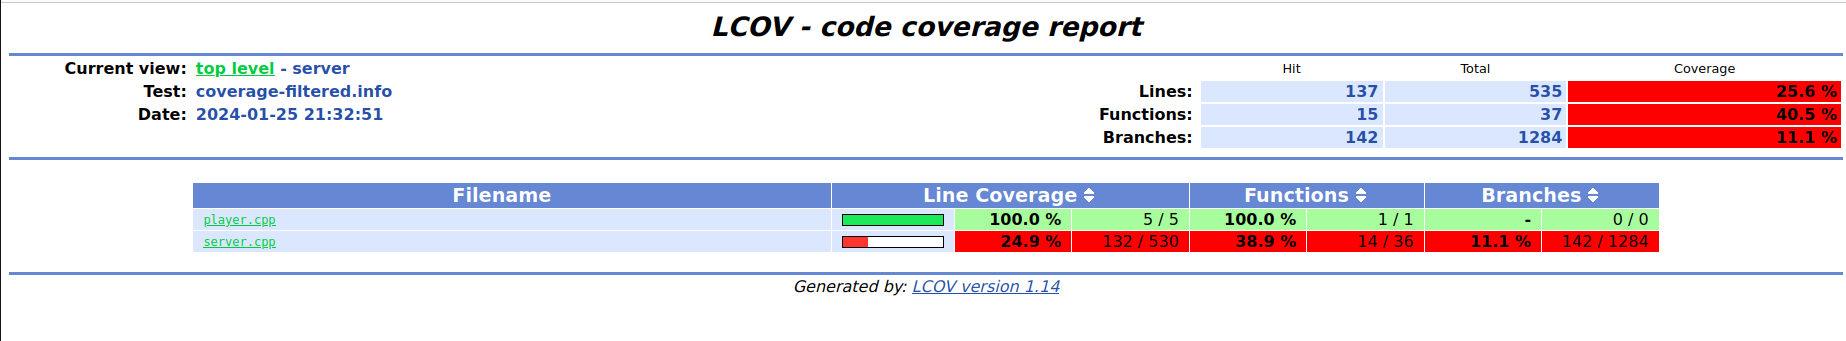 LCOV - code coverage report
Current view: top level - server
Test: coverage-filtered.info
Date: 2024-01-25 21:32:51
Hit Total Coverage
Lines: 137 535 25.6 %
Functions: 15 37 40.5 %
Branches: 142 1284 11.1 %
Filename Line Coverage Functions Branches
player.cpp 100.0 % 5 / 5 100.0 % 1 / 1 - 0 / 0
server.cpp 24.9 % 132 / 530 38.9 % 14 / 36 11.1 % 142 / 1284
Generated by: LCOV version 1.14